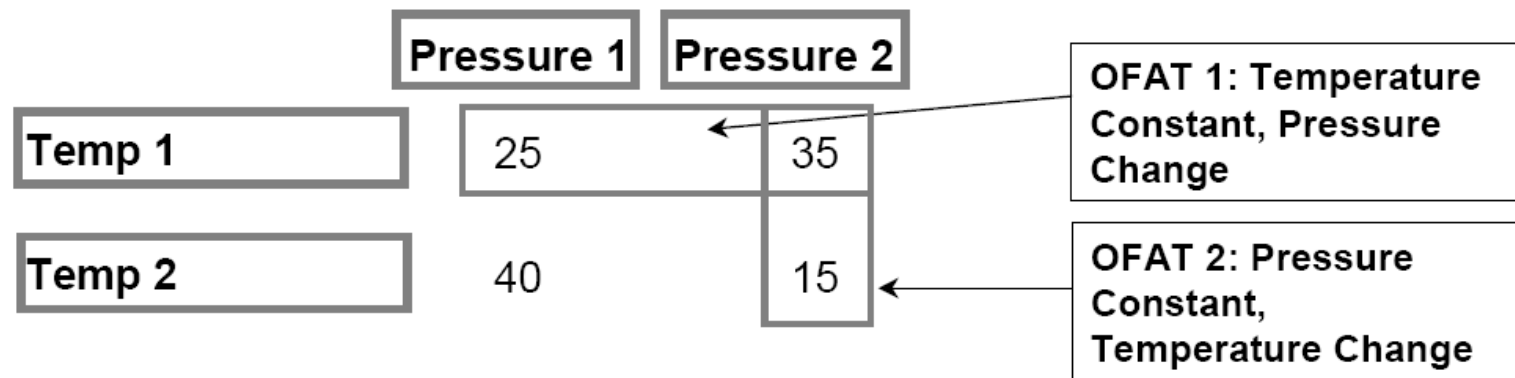 Pressure 1 Pressure 2
OFAT 1: Temperature
Constant, Pressure
Change
Temp 1 25 35
Temp 2 40 15
OFAT 2: Pressure
Constant,
Temperature Change